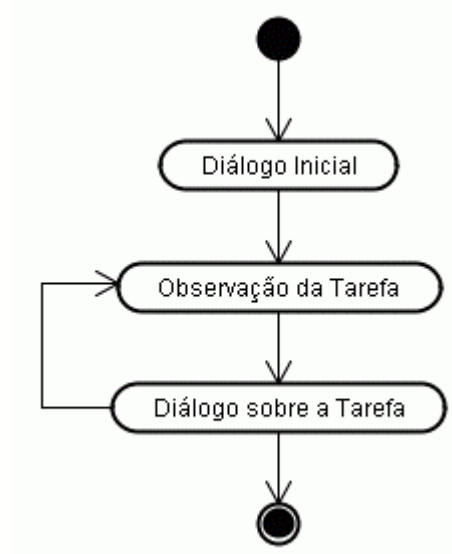 Diálogo Inicial
Observação da Tarefa
Diálogo sobre a Tarefa